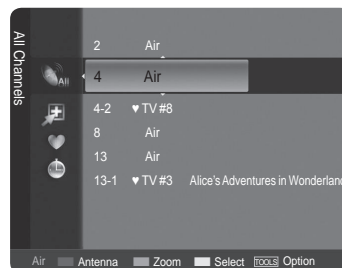 All Channels
2 Air
All
4 Air
4-2 ♥ TV #8
8 Air
13 Air
13-1 ♥ TV #3 Alice's Adventures in Wonderland
Air Antenna Zoom Select TOOLS Option